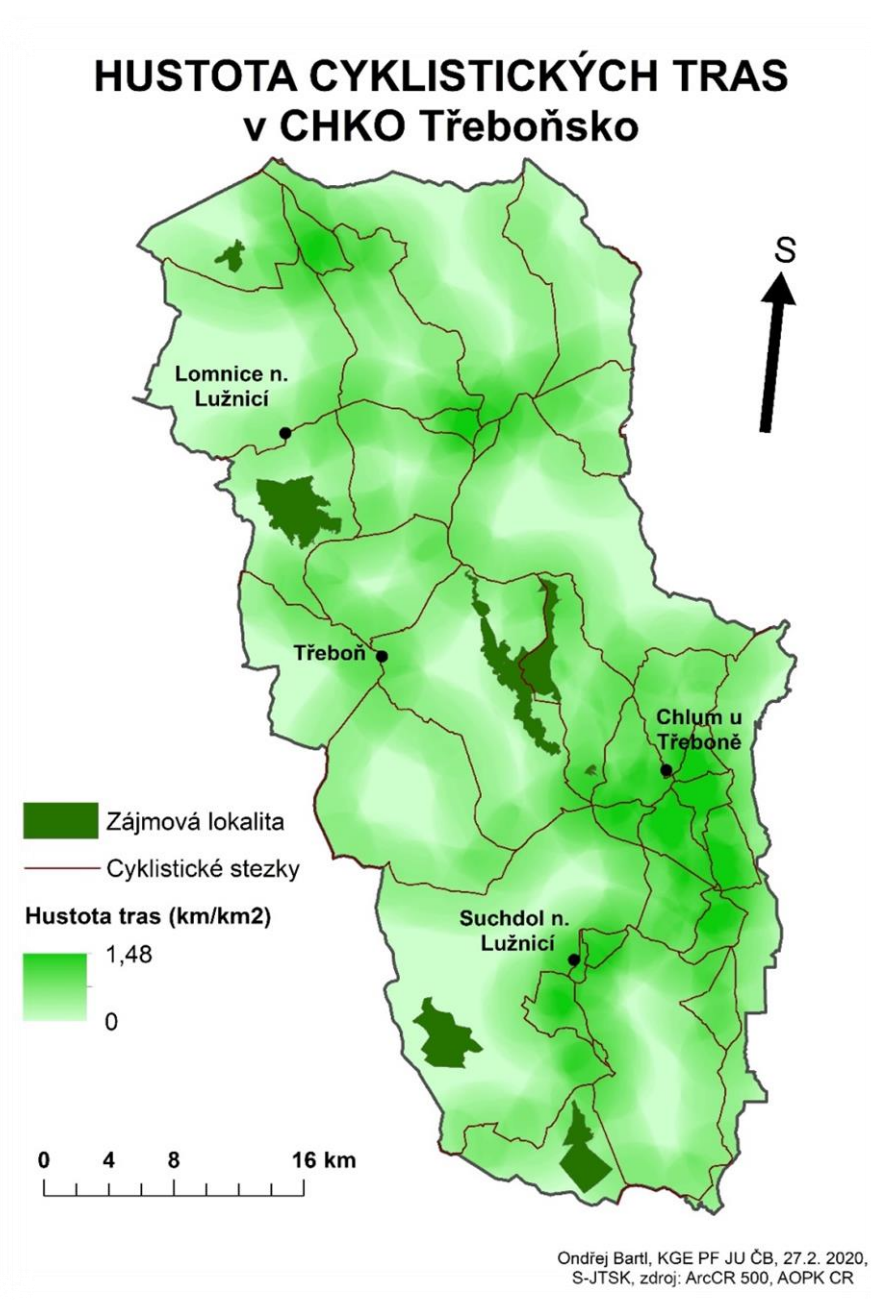 HUSTOTA CYKLISTICKÝCH TRAS
v CHKO Třeboňsko
S
Lomnice n.
Lužnicí
Třeboň
Chlum u
Třeboně
Zájmová lokalita
Cyklistické stezky
Hustota tras (km/km2)
1,48
0
Suchdol n.
Lužnicí
0 4 8 16 km
Ondřej Bartl, KGE PF JU ČB, 27.2. 2020,
S-JTSK, zdroj: ArcCR 500, AOPK CR